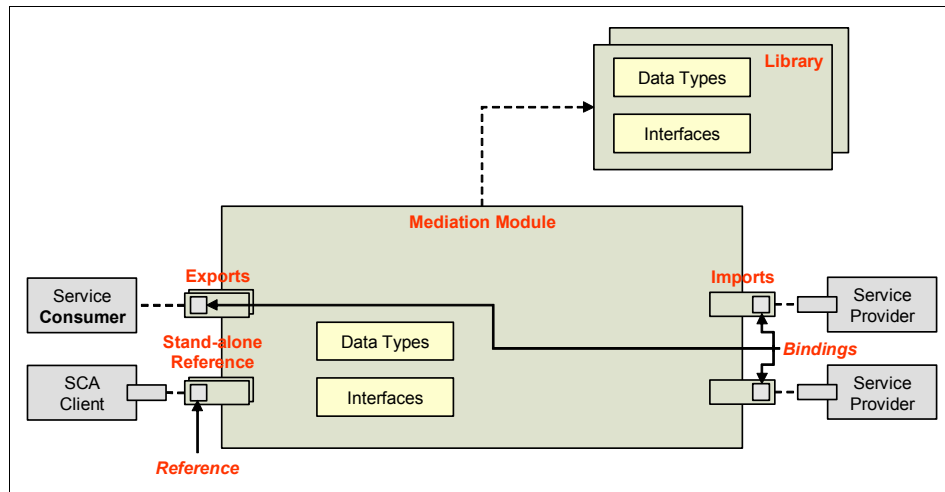 Library
Data Types
Interfaces
Mediation Module
Exports
Imports
Service
Consumer
Service
Provider
Stand-alone
Reference
Data Types
Bindings
SCA
Client
Interfaces
Service
Provider
Reference